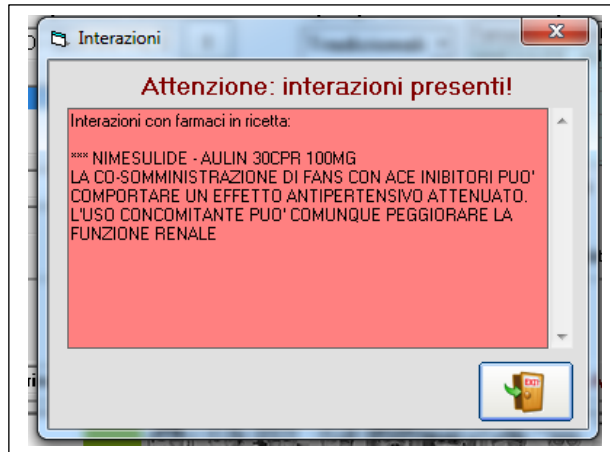 Interazioni
Attenzione: interazioni presenti!
Interazioni con farmaci in ricetta:
*** NIMESULIDE - AULIN 30CPR 100MG
LA CO-SOMMINISTRAZIONE DI FANS CON ACE INIBITORI PUO'
COMPORTARE UN EFFETTO ANTIPERTENSIVO ATTENUATO.
L'USO CONCOMITANTE PUO' COMUNQUE PEGGIORARE LA
FUNZIONE RENALE
EXIT